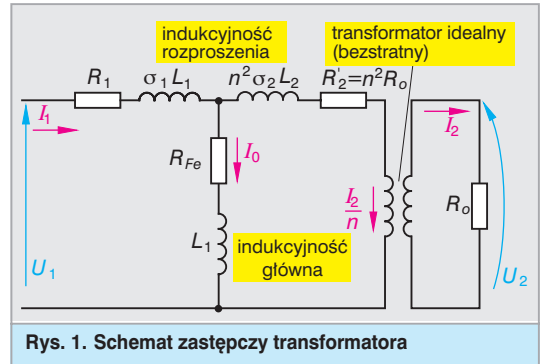 indukcyjność
rozproszenia
transformator idealny
(bezstratny)
R₁
σ₁L₁
n²σ₂L₂
R'₂=n²Rₒ
I₁
I₂
R_Fe
I₀
I₂/n
Rₒ
L₁
indukcyjność
główna
U₁
U₂
Rys. 1. Schemat zastępczy transformatora